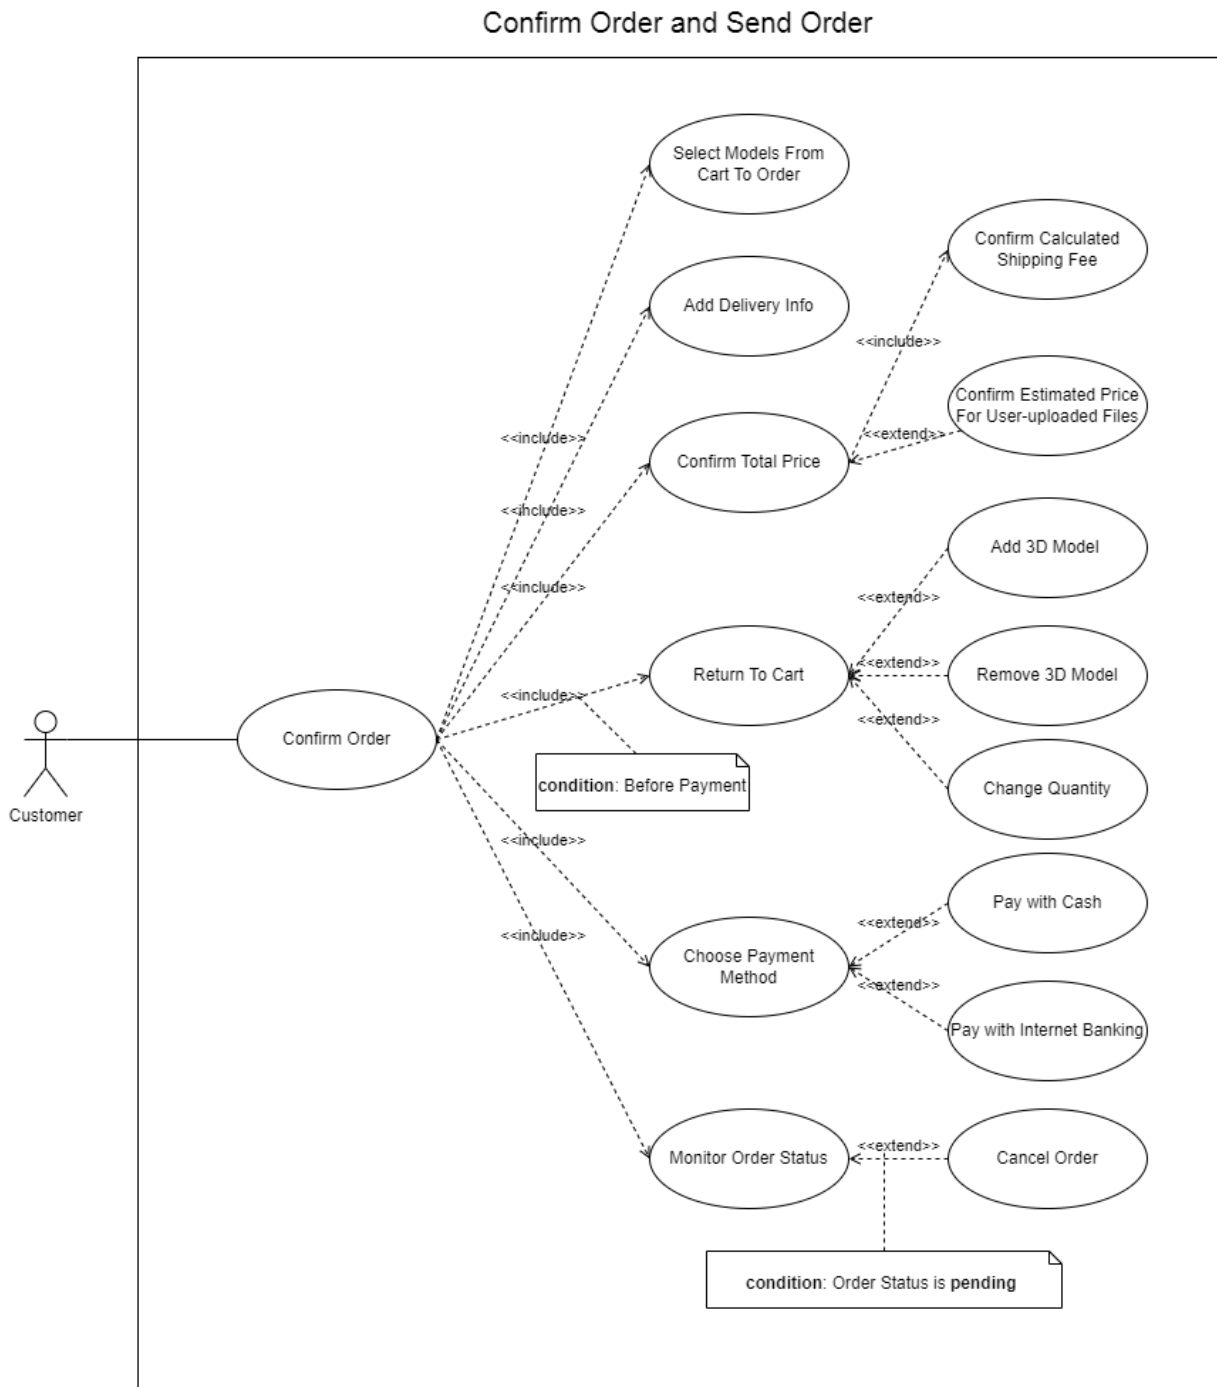 Confirm Order and Send Order
Select Models From
Cart To Order
Confirm Calculated
Shipping Fee
Add Delivery Info
<<include>>
Confirm Estimated Price
For User-uploaded Files
<<extend>>
<<include>>
Confirm Total Price
<<include>>
Add 3D Model
<<include>>
<<extend>>
Return To Cart
<<extend>>
Remove 3D Model
<<include>>
<<extend>>
Confirm Order
condition: Before Payment
Change Quantity
Customer
<<include>>
Pay with Cash
<<extend>>
<<include>>
Choose Payment
Method
<<extend>>
Pay with Internet Banking
Monitor Order Status
<<extend>>
Cancel Order
condition: Order Status is pending